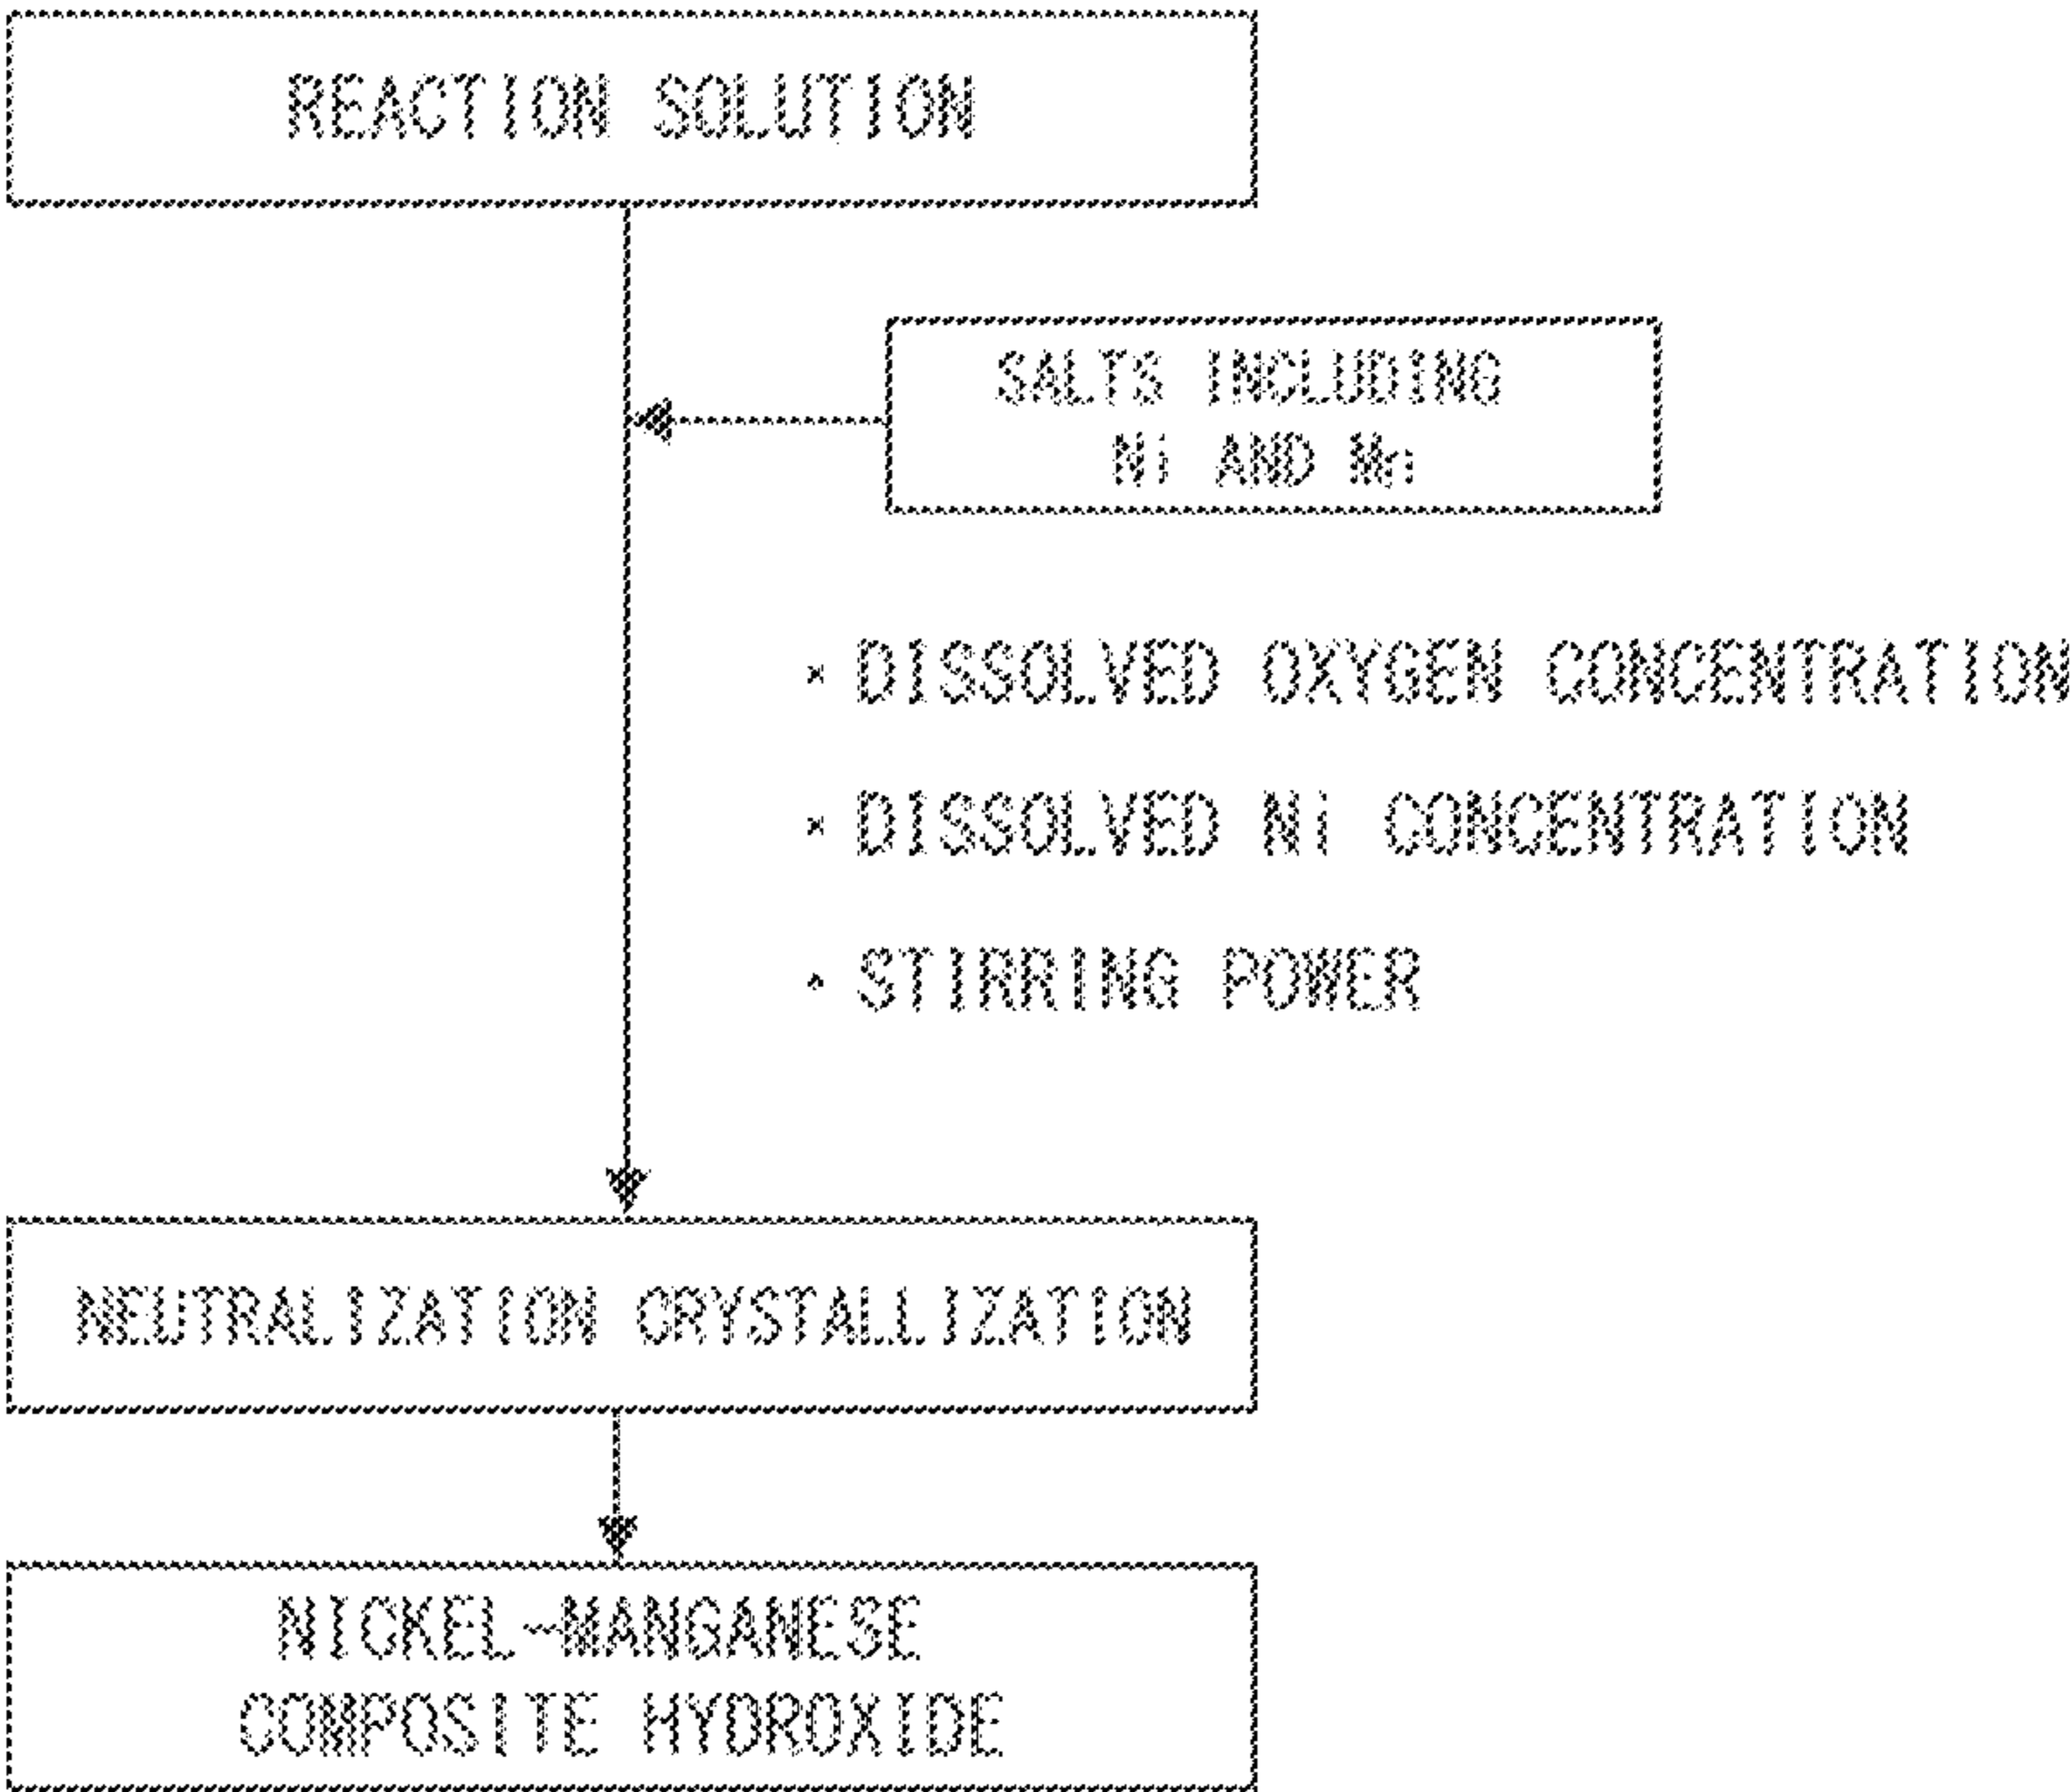 REACTION SOLUTION
SALTS INCLUDING
Ni AND Mn
・DISSOLVED OXYGEN CONCENTRATION
・DISSOLVED Ni CONCENTRATION
・STIRRING POWER
NEUTRALIZATION CRYSTALLIZATION
NICKEL-MANGANESE
COMPOSITE HYDROXIDE